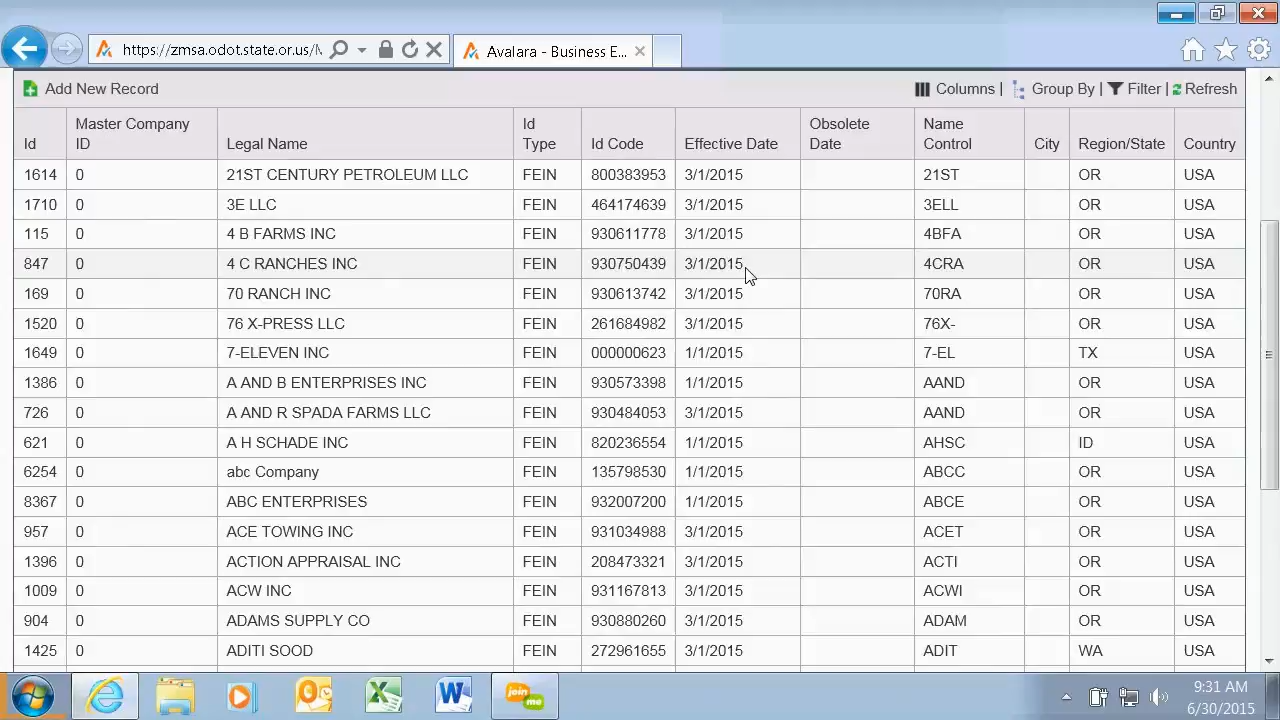 https://zmsa.odot.state.or.us/M
Avalara - Business E...
Add New Record
Columns | Group By | Filter | Refresh
Id Master Company ID Legal Name Id Type Id Code Effective Date Obsolete Date Name Control City Region/State Country
1614 0 21ST CENTURY PETROLEUM LLC FEIN 800383953 3/1/2015 21ST OR USA
1710 0 3E LLC FEIN 464174639 3/1/2015 3ELL OR USA
115 0 4 B FARMS INC FEIN 930611778 3/1/2015 4BFA OR USA
847 0 4 C RANCHES INC FEIN 930750439 3/1/2015 4CRA OR USA
169 0 70 RANCH INC FEIN 930613742 3/1/2015 70RA OR USA
1520 0 76 X-PRESS LLC FEIN 261684982 3/1/2015 76X- OR USA
1649 0 7-ELEVEN INC FEIN 000000623 1/1/2015 7-EL TX USA
1386 0 A AND B ENTERPRISES INC FEIN 930573398 1/1/2015 AAND OR USA
726 0 A AND R SPADA FARMS LLC FEIN 930484053 3/1/2015 AAND OR USA
621 0 A H SCHADE INC FEIN 820236554 1/1/2015 AHSC ID USA
6254 0 abc Company FEIN 135798530 1/1/2015 ABCC OR USA
8367 0 ABC ENTERPRISES FEIN 932007200 1/1/2015 ABCE OR USA
957 0 ACE TOWING INC FEIN 931034988 3/1/2015 ACET OR USA
1396 0 ACTION APPRAISAL INC FEIN 208473321 3/1/2015 ACTI OR USA
1009 0 ACW INC FEIN 931167813 3/1/2015 ACWI OR USA
904 0 ADAMS SUPPLY CO FEIN 930880260 3/1/2015 ADAM OR USA
1425 0 ADITI SOOD FEIN 272961655 3/1/2015 ADIT WA USA
join me
9:31 AM
6/30/2015